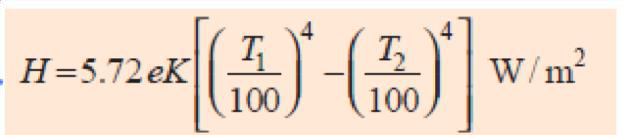 H=5.72 eK[(T₁/100)⁴ −(T₂/100)⁴] W/m²